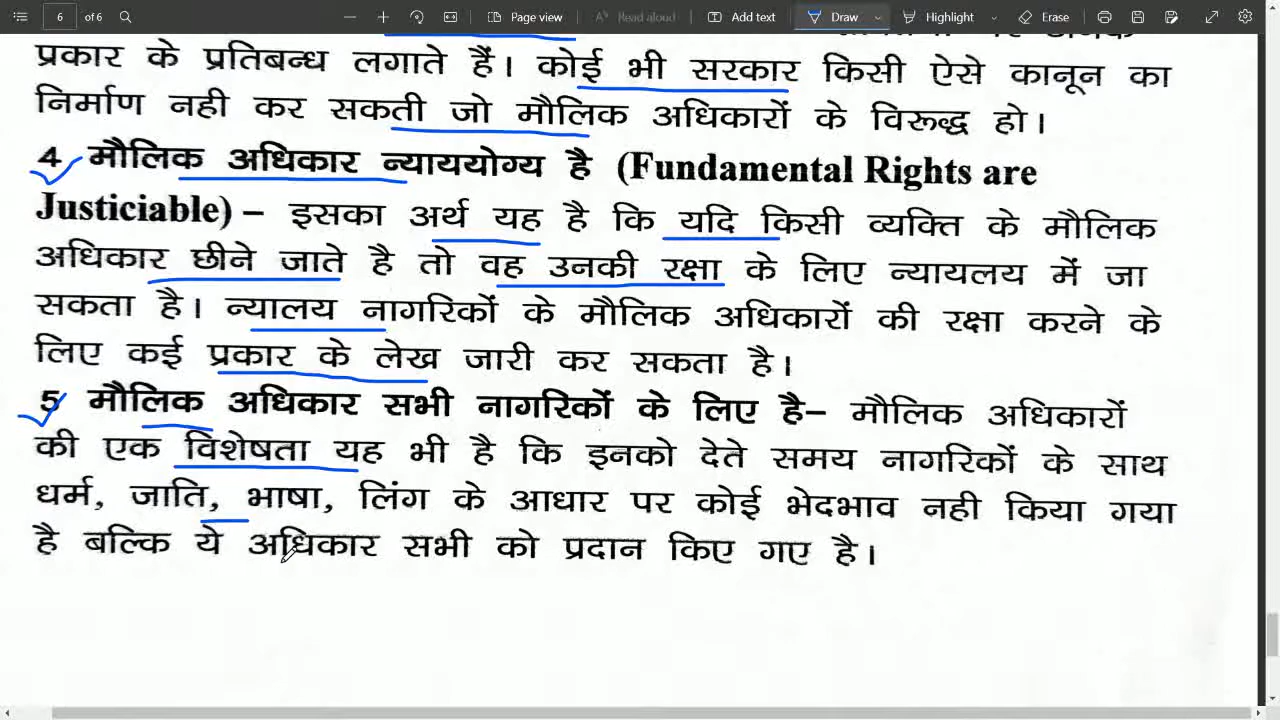 6 of 6 Page view Read aloud Add text Draw Highlight Erase
प्रकार के प्रतिबन्ध लगाते हैं। कोई भी सरकार किसी ऐसे कानून का
निर्माण नही कर सकती जो मौलिक अधिकारों के विरूद्ध हो।
4 मौलिक अधिकार न्याययोग्य है (Fundamental Rights are
Justiciable) – इसका अर्थ यह है कि यदि किसी व्यक्ति के मौलिक
अधिकार छीने जाते है तो वह उनकी रक्षा के लिए न्यायलय में जा
सकता है। न्यालय नागरिकों के मौलिक अधिकारों की रक्षा करने के
लिए कई प्रकार के लेख जारी कर सकता है।
5 मौलिक अधिकार सभी नागरिकों के लिए है– मौलिक अधिकारों
की एक विशेषता यह भी है कि इनको देते समय नागरिकों के साथ
धर्म, जाति, भाषा, लिंग के आधार पर कोई भेदभाव नही किया गया
है बल्कि ये अधिकार सभी को प्रदान किए गए है।